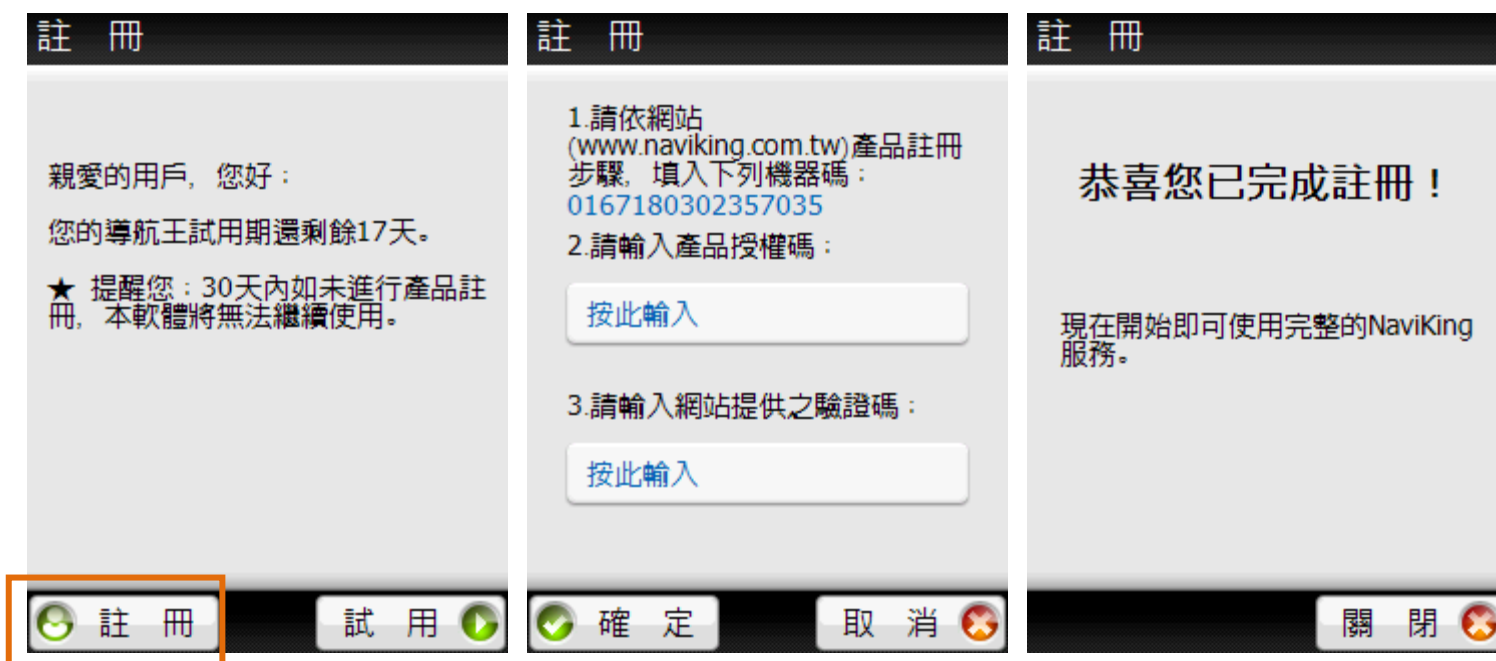 註 冊
親愛的用戶，您好：
您的導航王試用期還剩餘17天。
★ 提醒您：30天內如未進行產品註
冊，本軟體將無法繼續使用。
註 冊
試 用
註 冊
1.請依網站
(www.naviking.com.tw)產品註冊
步驟，填入下列機器碼：
0167180302357035
2.請輸入產品授權碼：
按此輸入
3.請輸入網站提供之驗證碼：
按此輸入
確 定
取 消
註 冊
恭喜您已完成註冊！
現在開始即可使用完整的NaviKing
服務。
關 閉